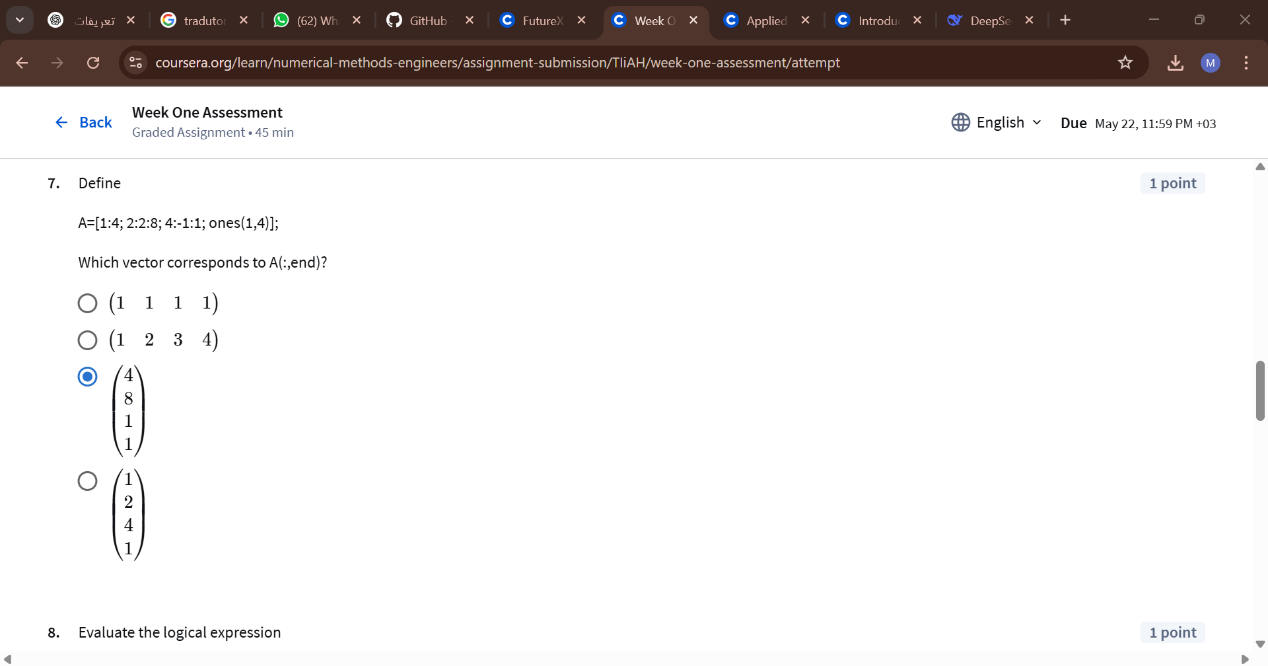 تعريفات
tradutor
(62) Wh
GitHub
FutureX
Week O
Applied
Introdu
DeepSe
coursera.org/learn/numerical-methods-engineers/assignment-submission/TliAH/week-one-assessment/attempt
M
Back
Week One Assessment
Graded Assignment • 45 min
English
Due May 22, 11:59 PM +03
7. Define
1 point
A=[1:4; 2:2:8; 4:-1:1; ones(1,4)];
Which vector corresponds to A(:,end)?
(1 1 1 1)
(1 2 3 4)
4
8
1
1
1
2
4
1
8. Evaluate the logical expression
1 point